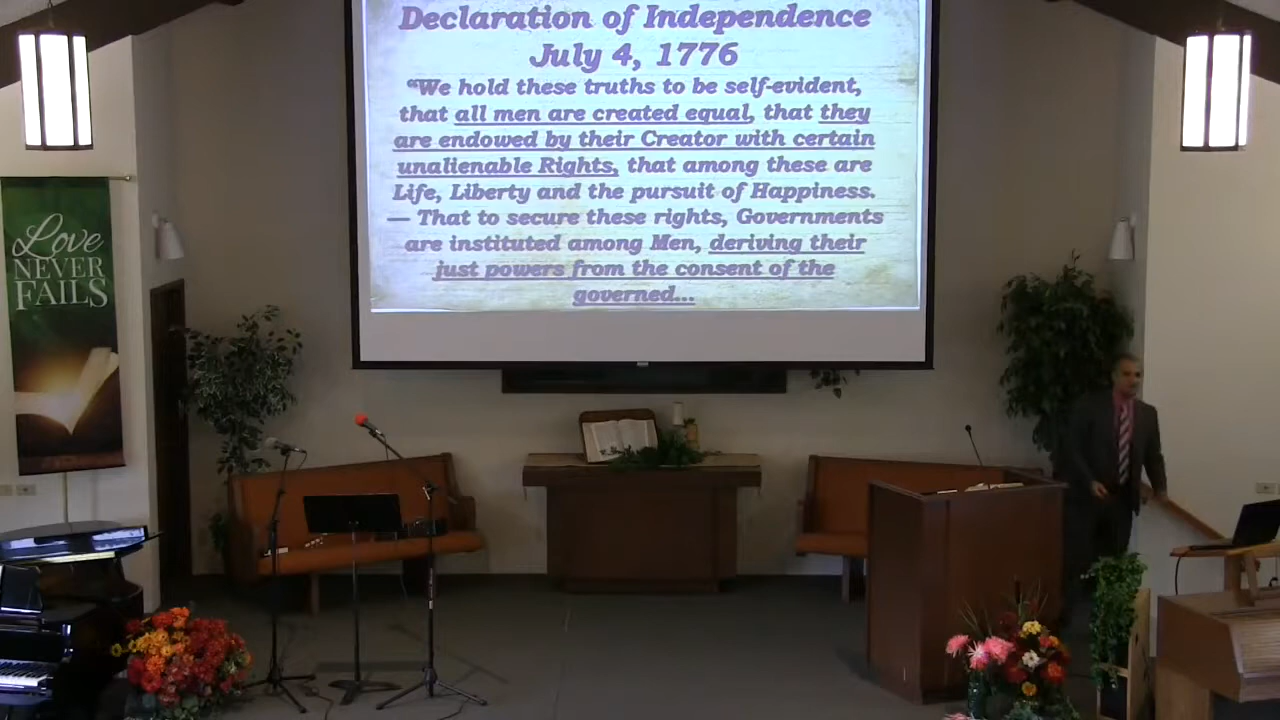 Declaration of Independence
July 4, 1776
“We hold these truths to be self-evident,
that all men are created equal, that they
are endowed by their Creator with certain
unalienable Rights, that among these are
Life, Liberty and the pursuit of Happiness.
— That to secure these rights, Governments
are instituted among Men, deriving their
just powers from the consent of the
governed...
Love
NEVER
FAILS